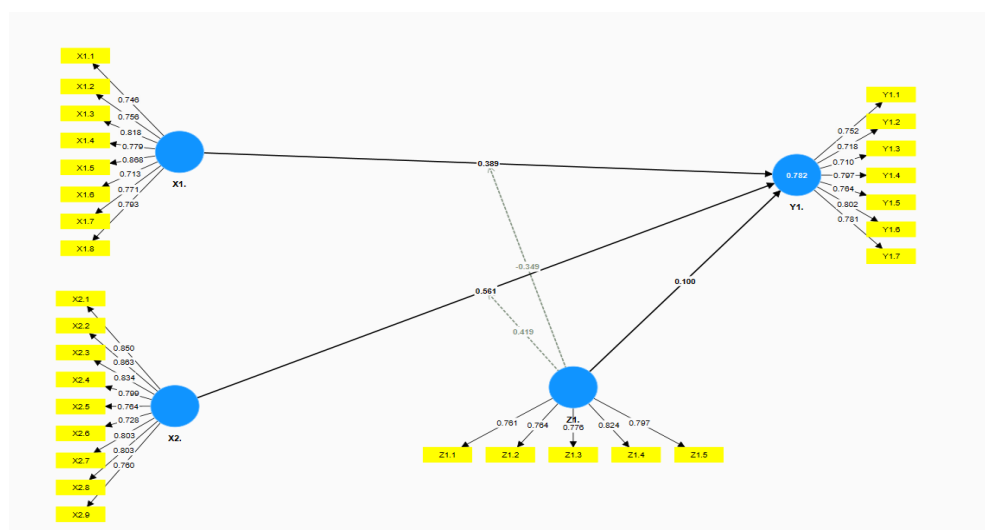 X1.1
X1.2
X1.3
X1.4
X1.5
X1.6
X1.7
X1.8
0.746
0.756
0.818
0.779
0.868
0.713
0.771
0.793
X1.
0.389
Y1.1
Y1.2
Y1.3
Y1.4
Y1.5
Y1.6
Y1.7
0.752
0.718
0.710
0.797
0.764
0.802
0.781
0.782
Y1.
-0.349
0.561
0.419
0.100
X2.1
X2.2
X2.3
X2.4
X2.5
X2.6
X2.7
X2.8
X2.9
0.850
0.863
0.834
0.799
0.764
0.728
0.803
0.803
0.760
X2.
Z1.
0.761
0.764
0.776
0.824
0.797
Z1.1
Z1.2
Z1.3
Z1.4
Z1.5